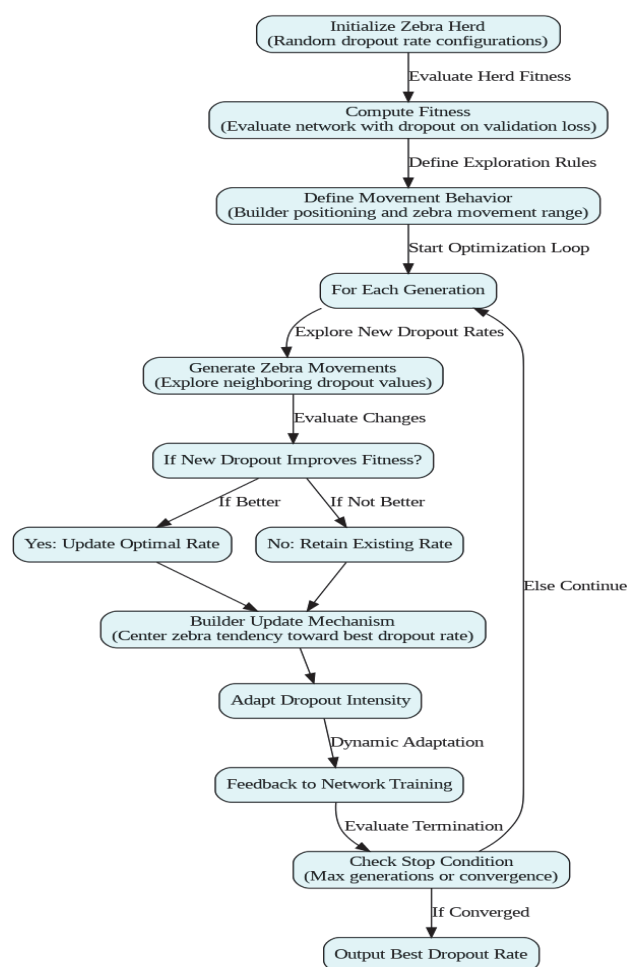 Initialize Zebra Herd
(Random dropout rate configurations)
Evaluate Herd Fitness
Compute Fitness
(Evaluate network with dropout on validation loss)
Define Exploration Rules
Define Movement Behavior
(Builder positioning and zebra movement range)
Start Optimization Loop
For Each Generation
Explore New Dropout Rates
Generate Zebra Movements
(Explore neighboring dropout values)
Evaluate Changes
If New Dropout Improves Fitness?
If Better
If Not Better
Yes: Update Optimal Rate
No: Retain Existing Rate
Else Continue
Builder Update Mechanism
(Center zebra tendency toward best dropout rate)
Adapt Dropout Intensity
Dynamic Adaptation
Feedback to Network Training
Evaluate Termination
Check Stop Condition
(Max generations or convergence)
If Converged
Output Best Dropout Rate